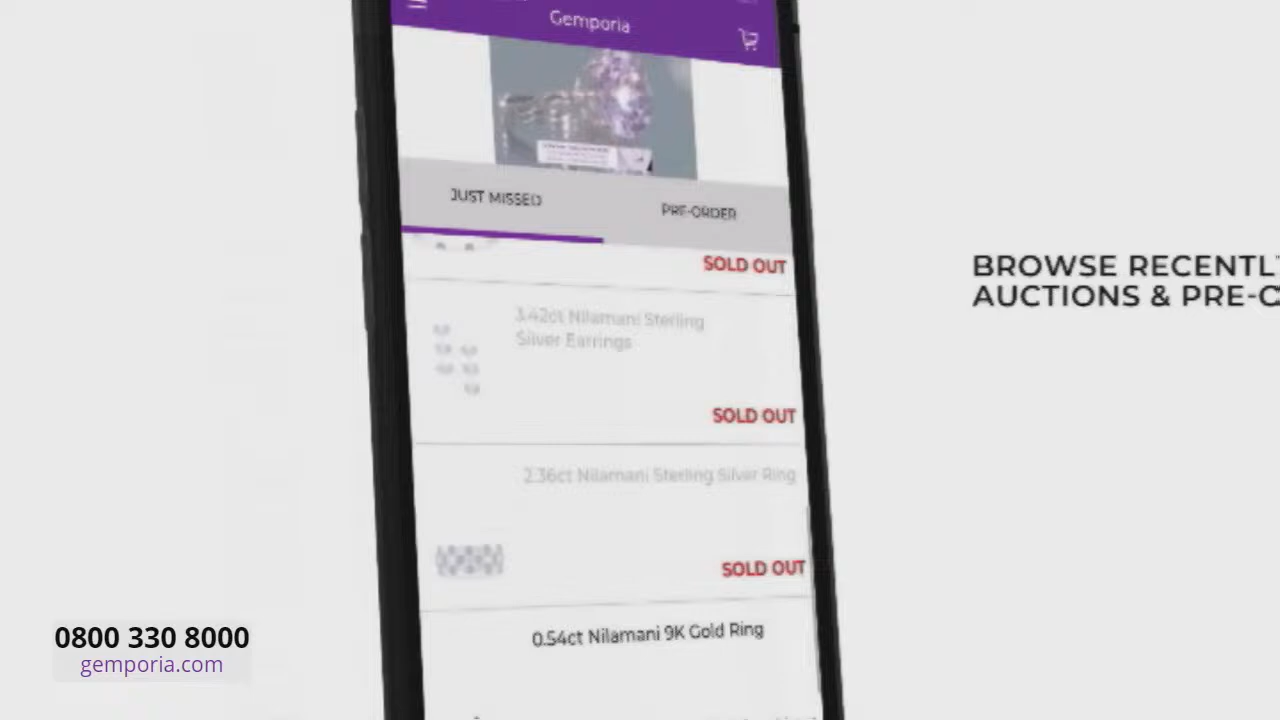 Gemporia
JUST MISSED
PRE-ORDER
SOLD OUT
3.42ct Nilamani Sterling
Silver Earrings
SOLD OUT
2.36ct Nilamani Sterling Silver Ring
SOLD OUT
0.54ct Nilamani 9K Gold Ring
BROWSE RECENTLY
AUCTIONS & PRE-O
0800 330 8000
gemporia.com